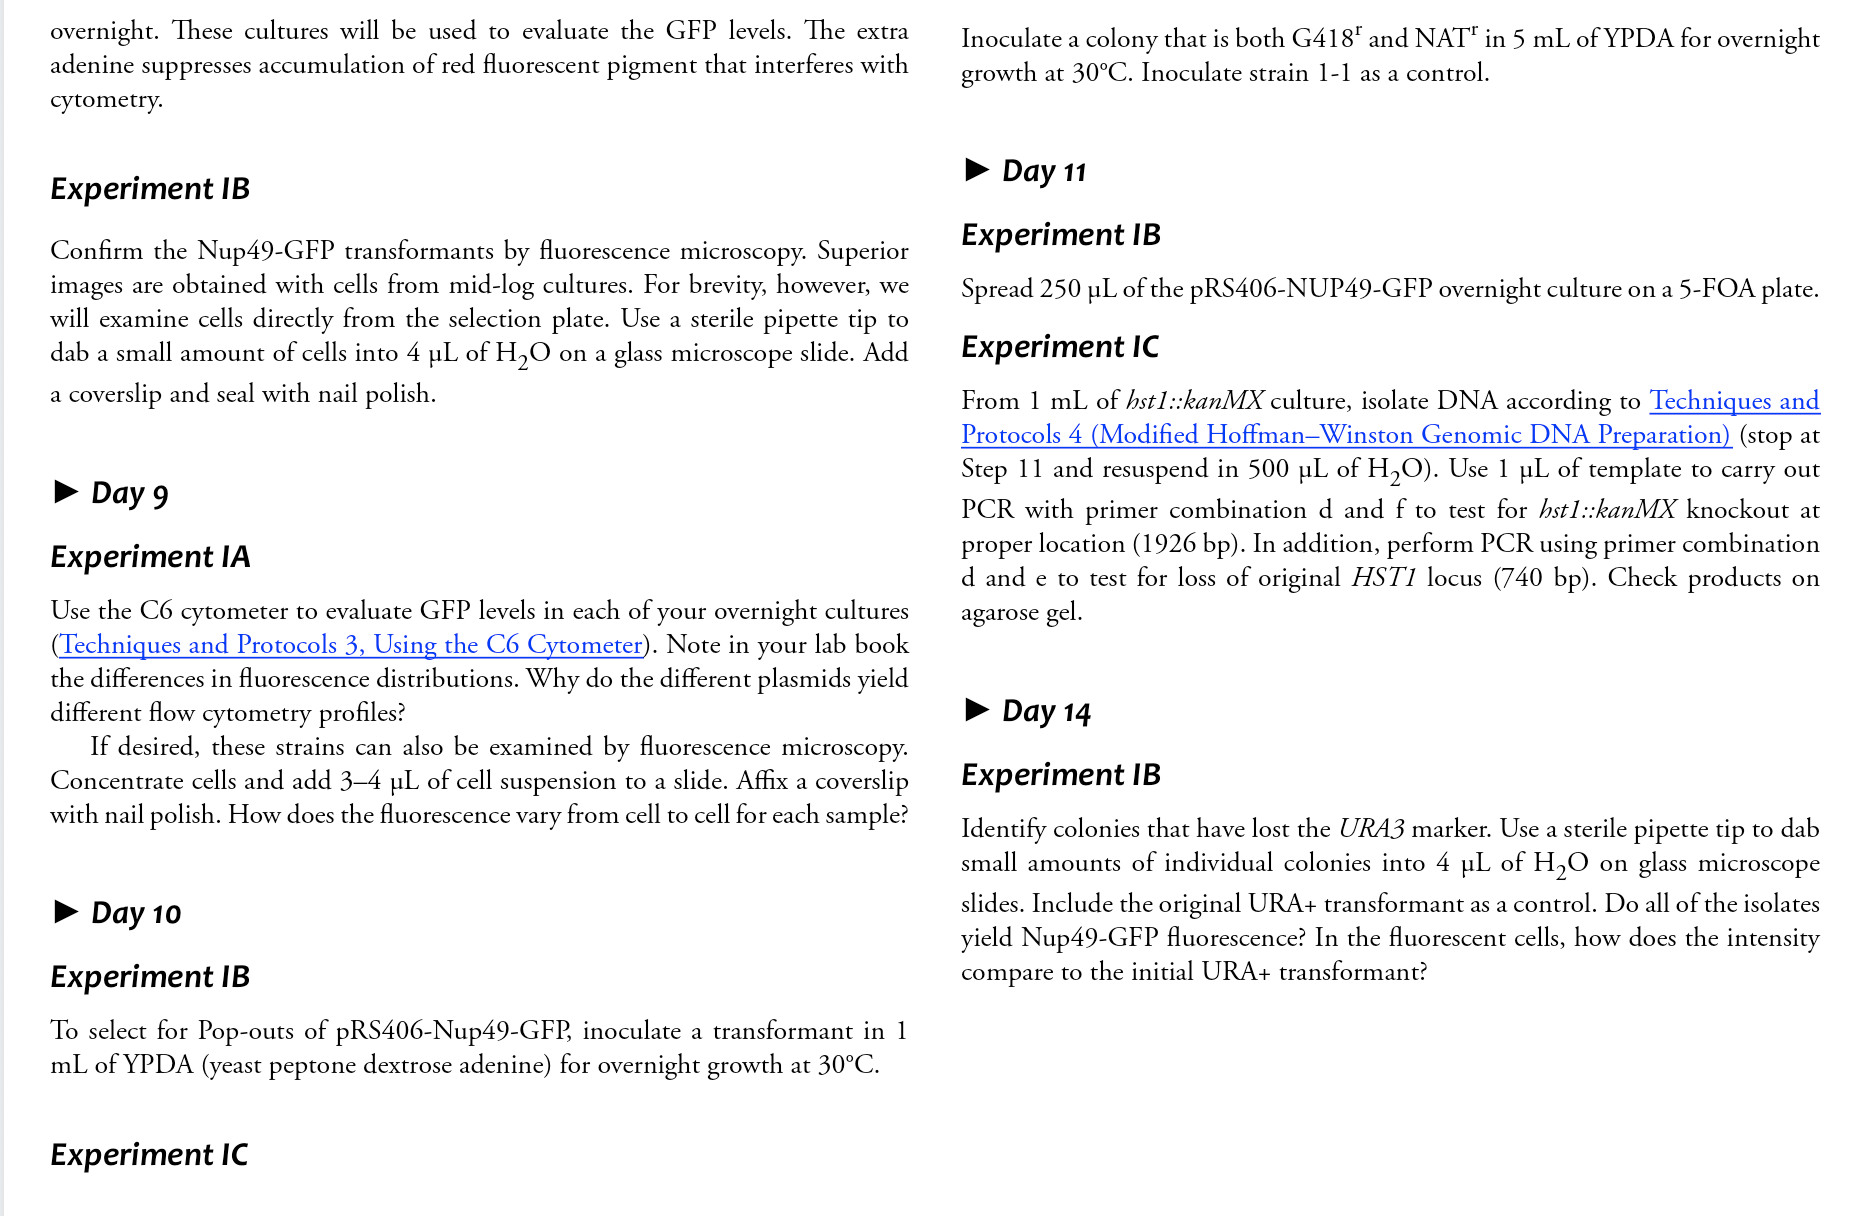 overnight. These cultures will be used to evaluate the GFP levels. The extra
adenine suppresses accumulation of red fluorescent pigment that interferes with
cytometry.
Experiment IB
Confirm the Nup49-GFP transformants by fluorescence microscopy. Superior
images are obtained with cells from mid-log cultures. For brevity, however, we
will examine cells directly from the selection plate. Use a sterile pipette tip to
dab a small amount of cells into 4 μL of H₂O on a glass microscope slide. Add
a coverslip and seal with nail polish.
► Day 9
Experiment IA
Use the C6 cytometer to evaluate GFP levels in each of your overnight cultures
(Techniques and Protocols 3, Using the C6 Cytometer). Note in your lab book
the differences in fluorescence distributions. Why do the different plasmids yield
different flow cytometry profiles?
If desired, these strains can also be examined by fluorescence microscopy.
Concentrate cells and add 3–4 μL of cell suspension to a slide. Affix a coverslip
with nail polish. How does the fluorescence vary from cell to cell for each sample?
► Day 10
Experiment IB
To select for Pop-outs of pRS406-Nup49-GFP, inoculate a transformant in 1
mL of YPDA (yeast peptone dextrose adenine) for overnight growth at 30°C.
Experiment IC
Inoculate a colony that is both G418ʳ and NATʳ in 5 mL of YPDA for overnight
growth at 30°C. Inoculate strain 1-1 as a control.
► Day 11
Experiment IB
Spread 250 μL of the pRS406-NUP49-GFP overnight culture on a 5-FOA plate.
Experiment IC
From 1 mL of hst1::kanMX culture, isolate DNA according to Techniques and
Protocols 4 (Modified Hoffman–Winston Genomic DNA Preparation) (stop at
Step 11 and resuspend in 500 μL of H₂O). Use 1 μL of template to carry out
PCR with primer combination d and f to test for hst1::kanMX knockout at
proper location (1926 bp). In addition, perform PCR using primer combination
d and e to test for loss of original HST1 locus (740 bp). Check products on
agarose gel.
► Day 14
Experiment IB
Identify colonies that have lost the URA3 marker. Use a sterile pipette tip to dab
small amounts of individual colonies into 4 μL of H₂O on glass microscope
slides. Include the original URA+ transformant as a control. Do all of the isolates
yield Nup49-GFP fluorescence? In the fluorescent cells, how does the intensity
compare to the initial URA+ transformant?